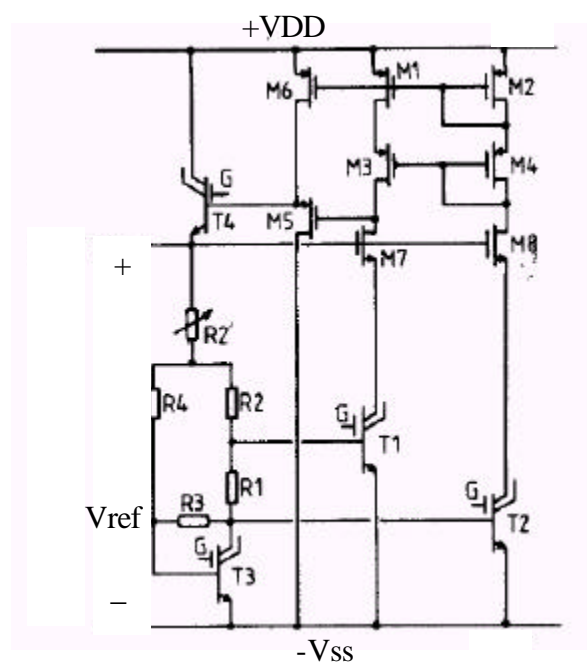 +VDD
M6
M1
M2
G
M3
M4
T4
M5
M7
M8
+
R2'
R4
R2
G
T1
R1
Vref
R3
G
T2
G
T3
–
-Vss